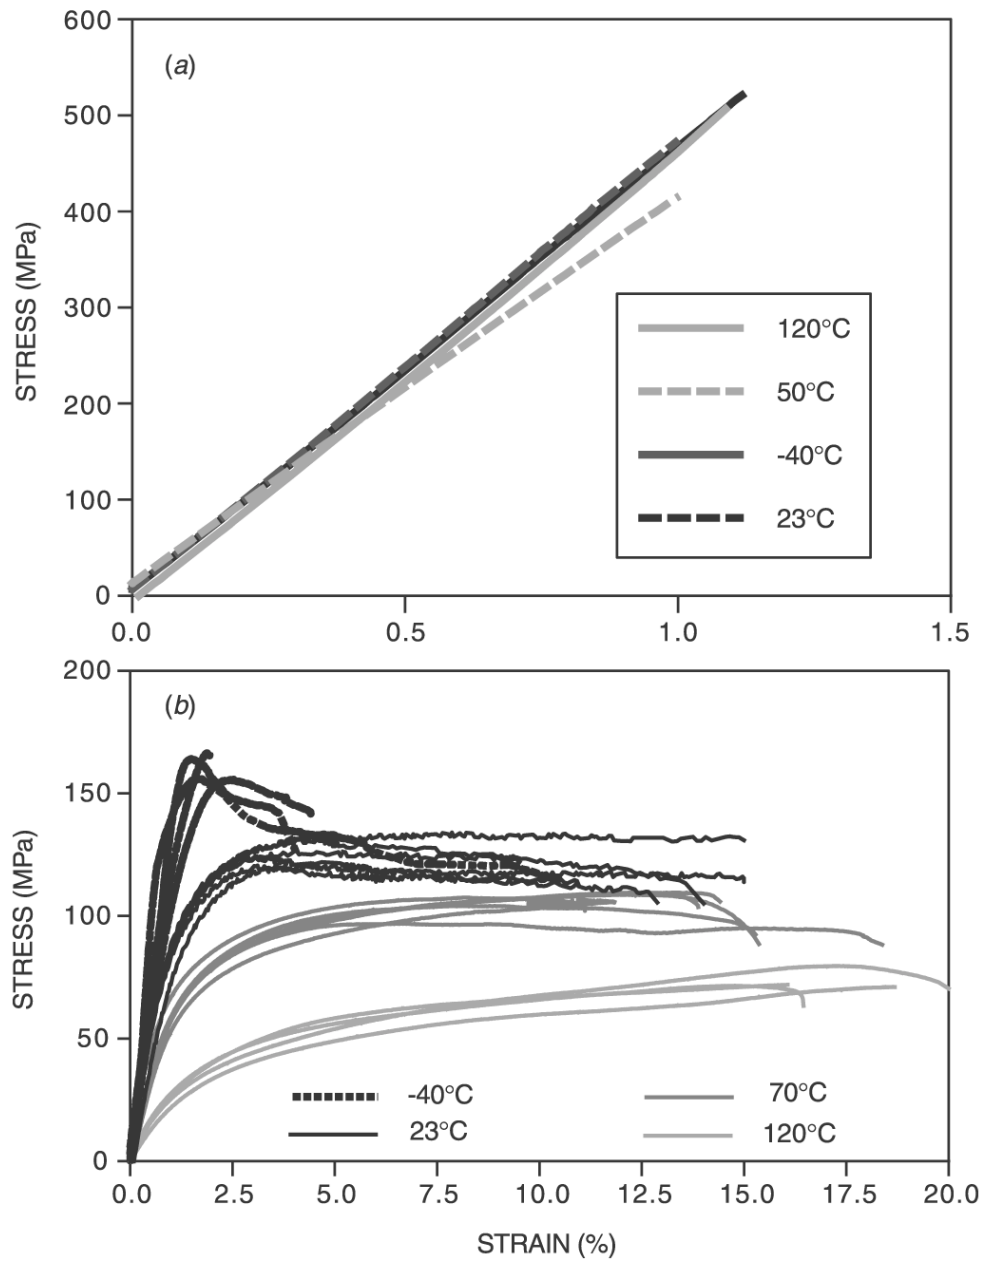 600
(a)
500
400
STRESS (MPa)
300
120°C
50°C
200
-40°C
100
23°C
0
0.0 0.5 1.0 1.5
200
(b)
150
STRESS (MPa)
100
50
-40°C 70°C
23°C 120°C
0
0.0 2.5 5.0 7.5 10.0 12.5 15.0 17.5 20.0
STRAIN (%)